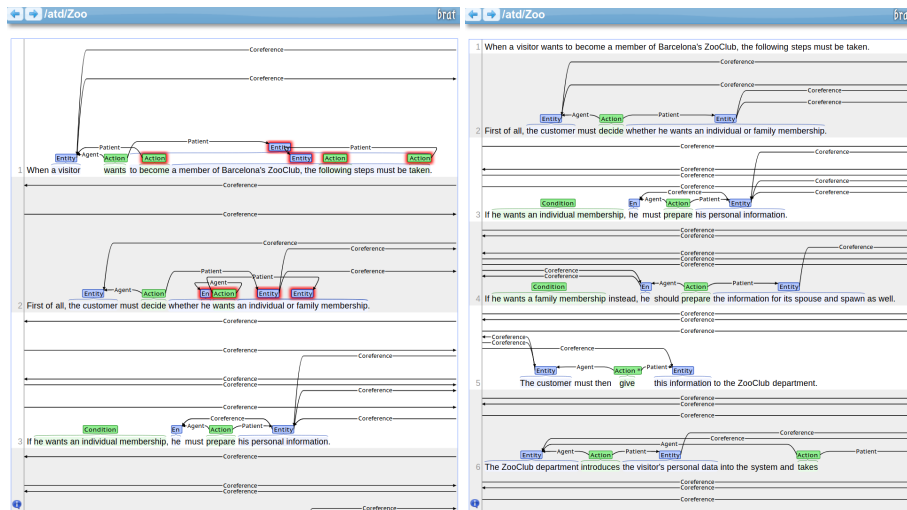 /atd/Zoo
brat
Coreference
Coreference
Patient
Patient
Entity
Patient
Entity
Agent
Action
Action
Entity
Action
Action
1 When a visitor wants to become a member of Barcelona's ZooClub, the following steps must be taken.
Coreference
Coreference
Coreference
Coreference
Patient
Patient
Coreference
Agent
Entity
Agent
Action
En
Action
Entity
Entity
2 First of all, the customer must decide whether he wants an individual or family membership.
Coreference
Coreference
Coreference
Coreference
Coreference
Coreference
Coreference
Coreference
Condition
En
Agent
Action
Patient
Entity
3 If he wants an individual membership, he must prepare his personal information.
Coreference
Coreference
Coreference
Coreference
/atd/Zoo
1 When a visitor wants to become a member of Barcelona's ZooClub, the following steps must be taken.
Coreference
Coreference
Coreference
Coreference
Entity
Agent
Action
Patient
Entity
2 First of all, the customer must decide whether he wants an individual or family membership.
Coreference
Coreference
Coreference
Coreference
Coreference
Coreference
Coreference
Coreference
Condition
En
Agent
Action
Patient
Entity
3 If he wants an individual membership, he must prepare his personal information.
Coreference
Coreference
Coreference
Coreference
Coreference
Coreference
Coreference
Coreference
Condition
En
Agent
Action
Patient
Entity
4 If he wants a family membership instead, he should prepare the information for its spouse and spawn as well.
Coreference
Coreference
Coreference
Coreference
Coreference
Coreference
Entity
Agent
Action *
Patient
Entity
5 The customer must then give this information to the ZooClub department.
Coreference
Coreference
Coreference
Coreference
Coreference
Agent
Entity
Agent
Action
Patient
Entity
Action
Patient
6 The ZooClub department introduces the visitor's personal data into the system and takes
Coreference
Coreference